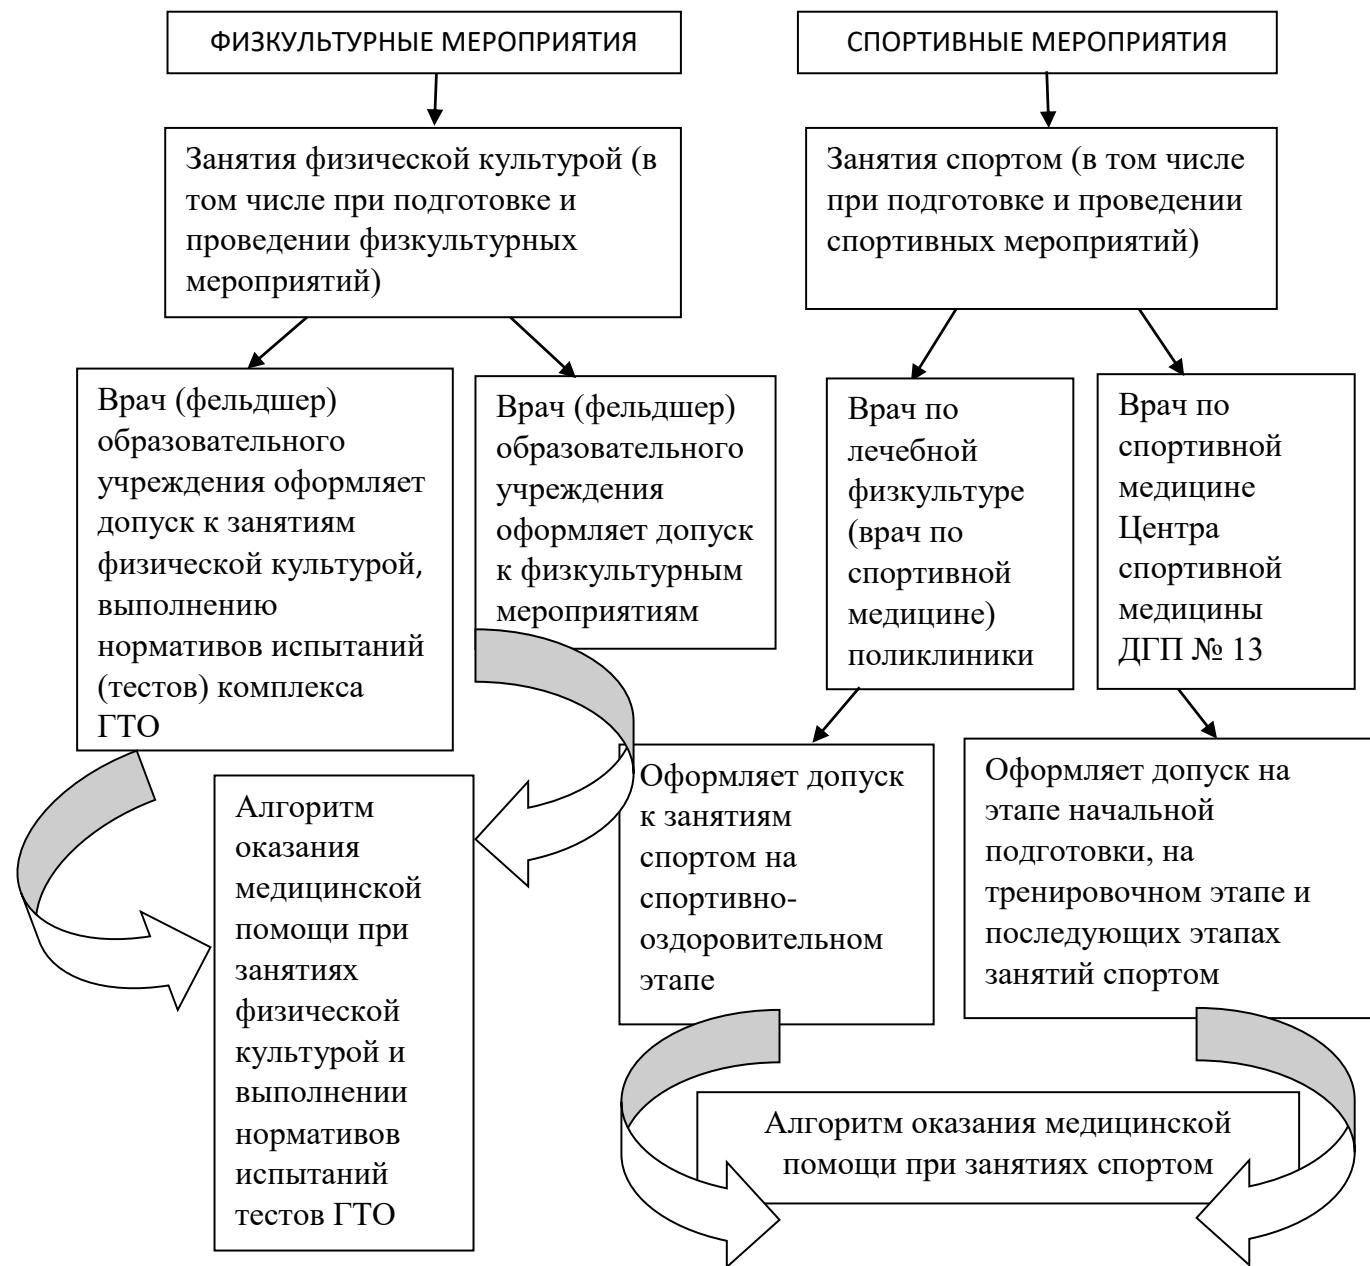 ФИЗКУЛЬТУРНЫЕ МЕРОПРИЯТИЯ
СПОРТИВНЫЕ МЕРОПРИЯТИЯ
Занятия физической культурой (в
том числе при подготовке и
проведении физкультурных
мероприятий)
Занятия спортом (в том числе
при подготовке и проведении
спортивных мероприятий)
Врач (фельдшер)
образовательного
учреждения оформляет
допуск к занятиям
физической культурой,
выполнению
нормативов испытаний
(тестов) комплекса
ГТО
Врач (фельдшер)
образовательного
учреждения
оформляет допуск
к физкультурным
мероприятиям
Врач по
лечебной
физкультуре
(врач по
спортивной
медицине)
поликлиники
Врач по
спортивной
медицине
Центра
спортивной
медицины
ДГП № 13
Алгоритм
оказания
медицинской
помощи при
занятиях
физической
культурой и
выполнении
нормативов
испытаний
тестов ГТО
Оформляет допуск
к занятиям
спортом на
спортивно-
оздоровительном
этапе
Оформляет допуск на
этапе начальной
подготовки, на
тренировочном этапе и
последующих этапах
занятий спортом
Алгоритм оказания медицинской
помощи при занятиях спортом